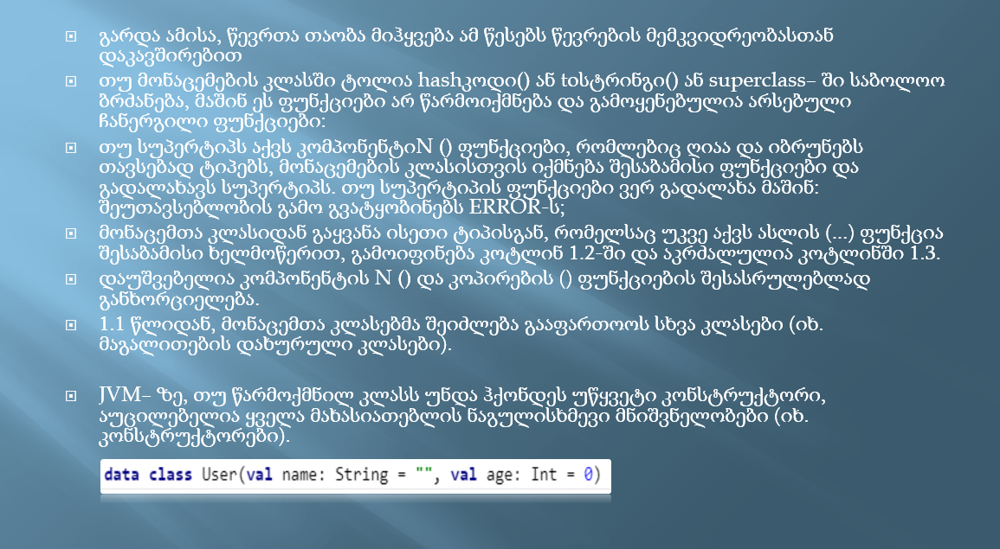 გარდა ამისა, წევრთა თაობა მიჰყვება ამ წესებს წევრების მემკვიდრეობასთან
დაკავშირებით
თუ მონაცემების კლასში ტოლია hashკოდი() ან toსტრინგი() ან superclass– ში საბოლოო
ბრძანება, მაშინ ეს ფუნქციები არ წარმოიქმნება და გამოყენებულია არსებული
ჩანერგილი ფუნქციები:
თუ სუპერტიპს აქვს კომპონენტიN () ფუნქციები, რომლებიც ღიაა და იბრუნებს
თავსებად ტიპებს, მონაცემების კლასისთვის იქმნება შესაბამისი ფუნქციები და
გადალახავს სუპერტიპს. თუ სუპერტიპის ფუნქციები ვერ გადალახა მაშინ:
შეუთავსებლობის გამო გვატყობინებს ERROR-ს;
მონაცემთა კლასიდან გაყვანა ისეთი ტიპისგან, რომელსაც უკვე აქვს ასლის (...) ფუნქცია
შესაბამისი ხელმოწერით, გამოიფინება კოტლინ 1.2-ში და აკრძალულია კოტლინში 1.3.
დაუშვებელია კომპონენტის N () და კოპირების () ფუნქციების შესასრულებლად
განხორციელება.
1.1 წლიდან, მონაცემთა კლასებმა შეიძლება გააფართოოს სხვა კლასები (იხ.
მაგალითების დახურული კლასები).
JVM– ზე, თუ წარმოქმნილ კლასს უნდა ჰქონდეს უწყვეტი კონსტრუქტორი,
აუცილებელია ყველა მახასიათებლის ნაგულისხმევი მნიშვნელობები (იხ.
კონსტრუქტორები).
data class User(val name: String = "", val age: Int = 0)